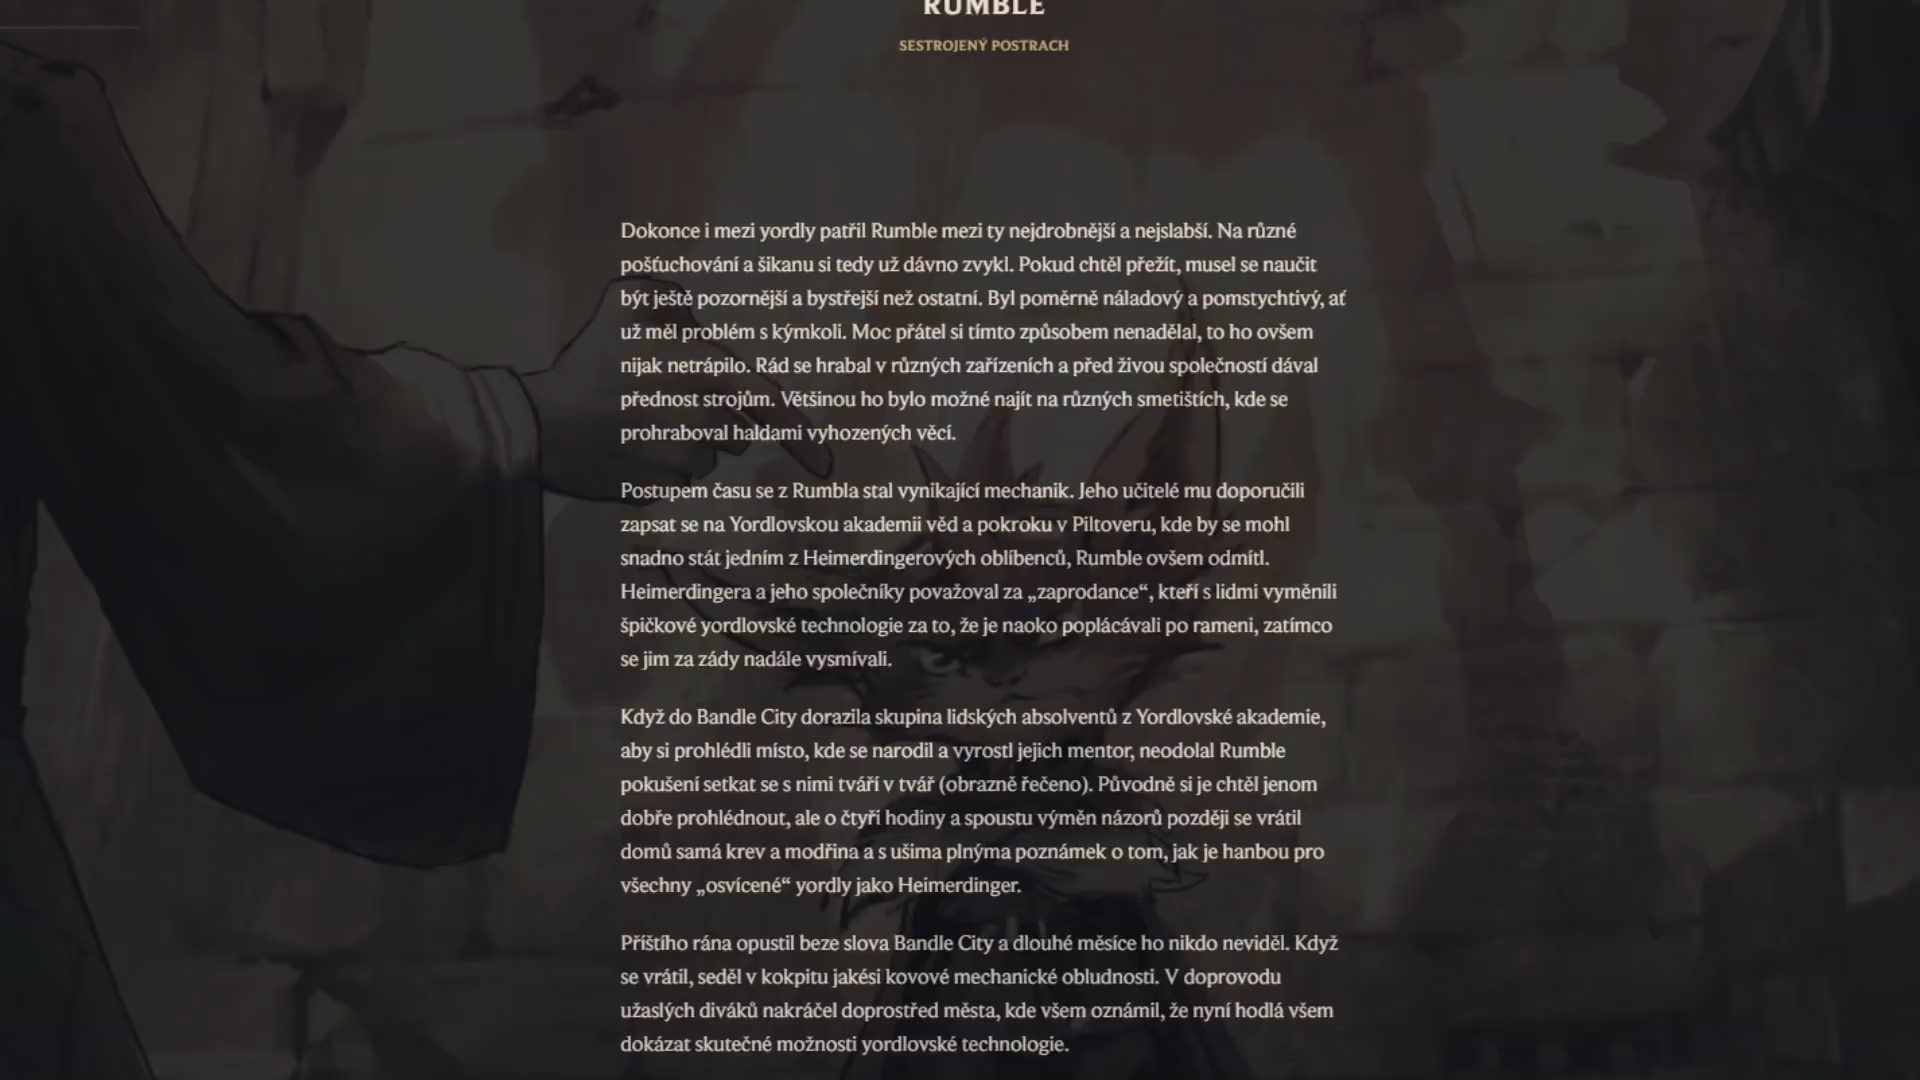 RUMBLE
SESTROJENÝ POSTRACH
Dokonce i mezi yordly patřil Rumble mezi ty nejdrobnější a nejslabší. Na různé
pošťuchování a šikanu si tedy už dávno zvykl. Pokud chtěl přežít, musel se naučit
být ještě pozornější a bystřejší než ostatní. Byl poměrně náladový a pomstychtivý, ať
už měl problém s kýmkoli. Moc přátel si tímto způsobem nenadělal, to ho ovšem
nijak netrápilo. Rád se hrabal v různých zařízeních a před živou společností dával
přednost strojům. Většinou ho bylo možné najít na různých smetištích, kde se
prohraboval haldami vyhozených věcí.
Postupem času se z Rumbla stal vynikající mechanik. Jeho učitelé mu doporučili
zapsat se na Yordlovskou akademii věd a pokroku v Piltoveru, kde by se mohl
snadno stát jedním z Heimerdingerových oblíbenců, Rumble ovšem odmítl.
Heimerdingera a jeho společníky považoval za „zaprodance“, kteří s lidmi vyměnili
špičkové yordlovské technologie za to, že je naoko poplácávali po rameni, zatímco
se jim za zády nadále vysmívali.
Když do Bandle City dorazila skupina lidských absolventů z Yordlovské akademie,
aby si prohlédli místo, kde se narodil a vyrostl jejich mentor, neodolal Rumble
pokušení setkat se s nimi tváří v tvář (obrazně řečeno). Původně si je chtěl jenom
dobře prohlédnout, ale o čtyři hodiny a spoustu výměn názorů později se vrátil
domů samá krev a modřina a s ušima plnýma poznámek o tom, jak je hanbou pro
všechny „osvícené“ yordly jako Heimerdinger.
Příštího rána opustil beze slova Bandle City a dlouhé měsíce ho nikdo neviděl. Když
se vrátil, seděl v kokpitu jakési kovové mechanické obludnosti. V doprovodu
užaslých diváků nakráčel doprostřed města, kde všem oznámil, že nyní hodlá všem
dokázat skutečné možnosti yordlovské technologie.